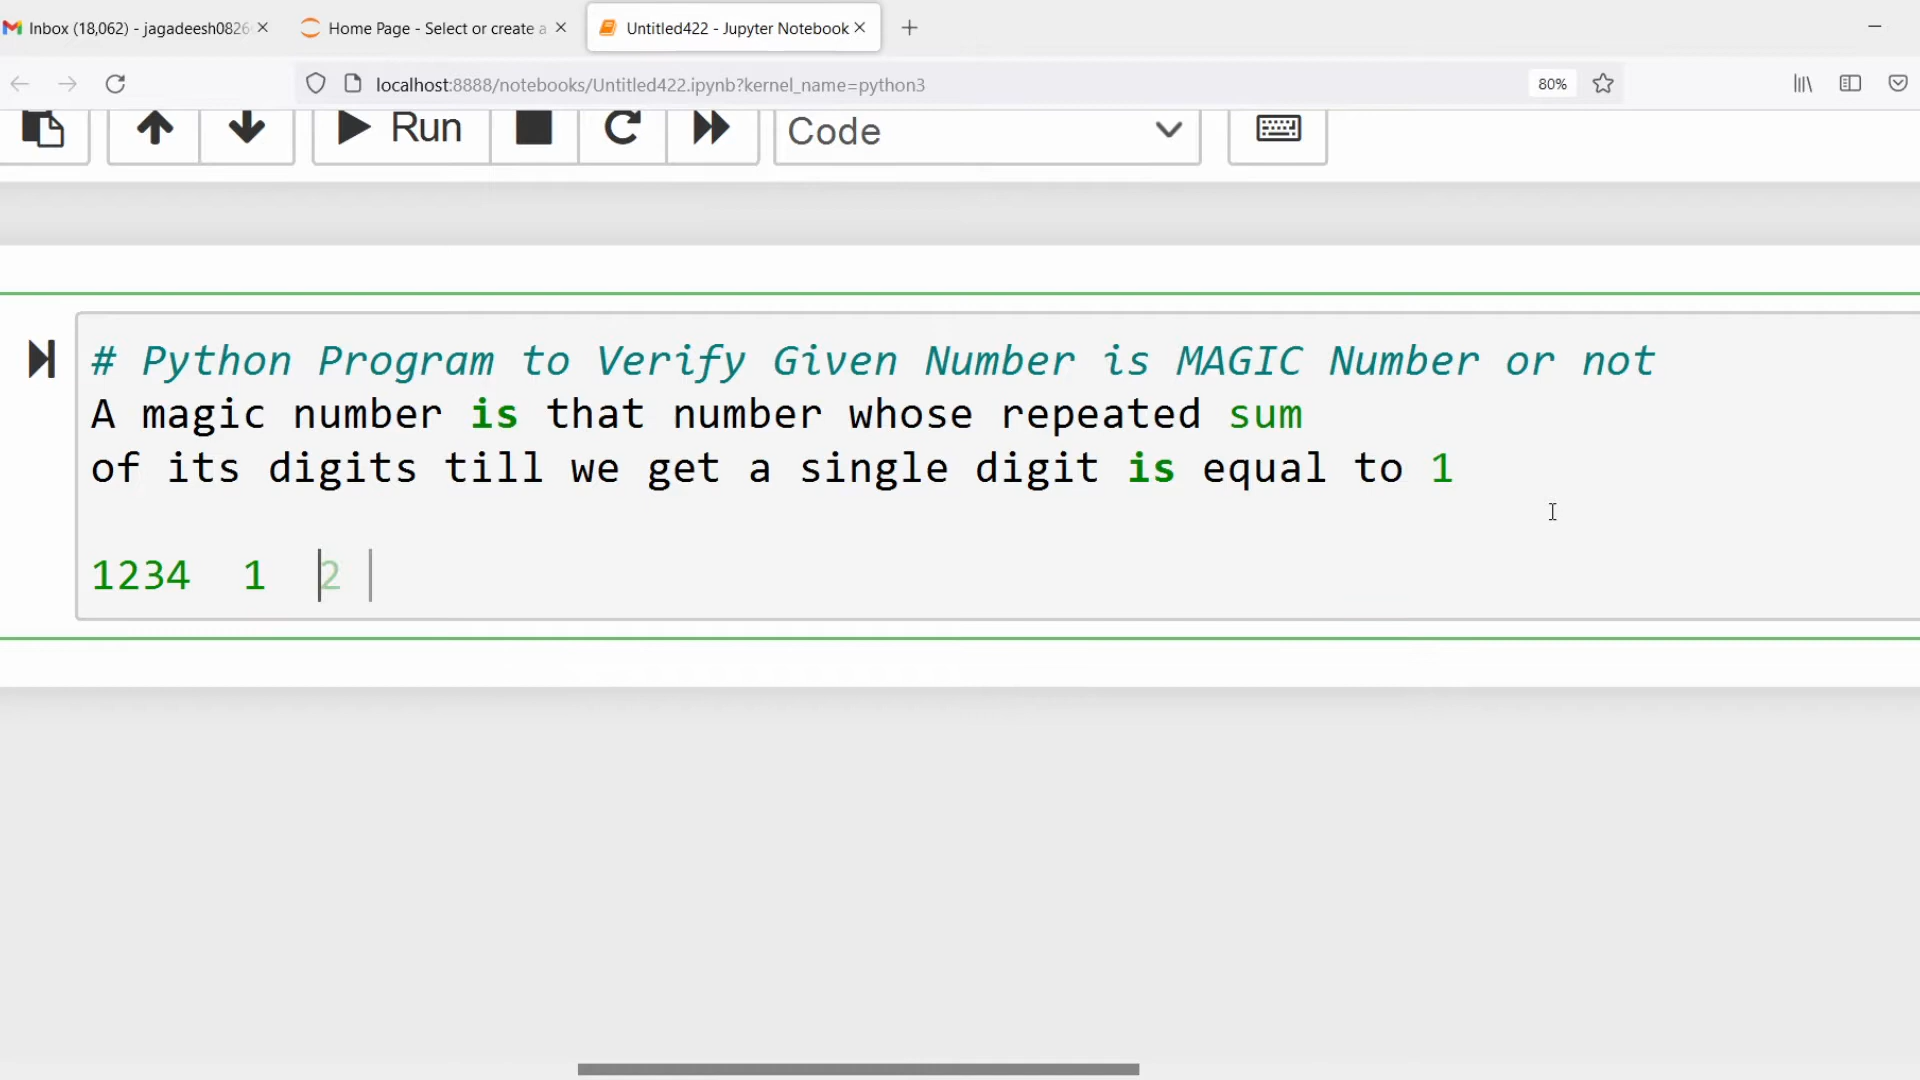 Inbox (18,062) - jagadeesh0826
Home Page - Select or create a
Untitled422 - Jupyter Notebook
localhost:8888/notebooks/Untitled422.ipynb?kernel_name=python3
80%
Run
Code
# Python Program to Verify Given Number is MAGIC Number or not
A magic number is that number whose repeated sum
of its digits till we get a single digit is equal to 1
1234 1 2